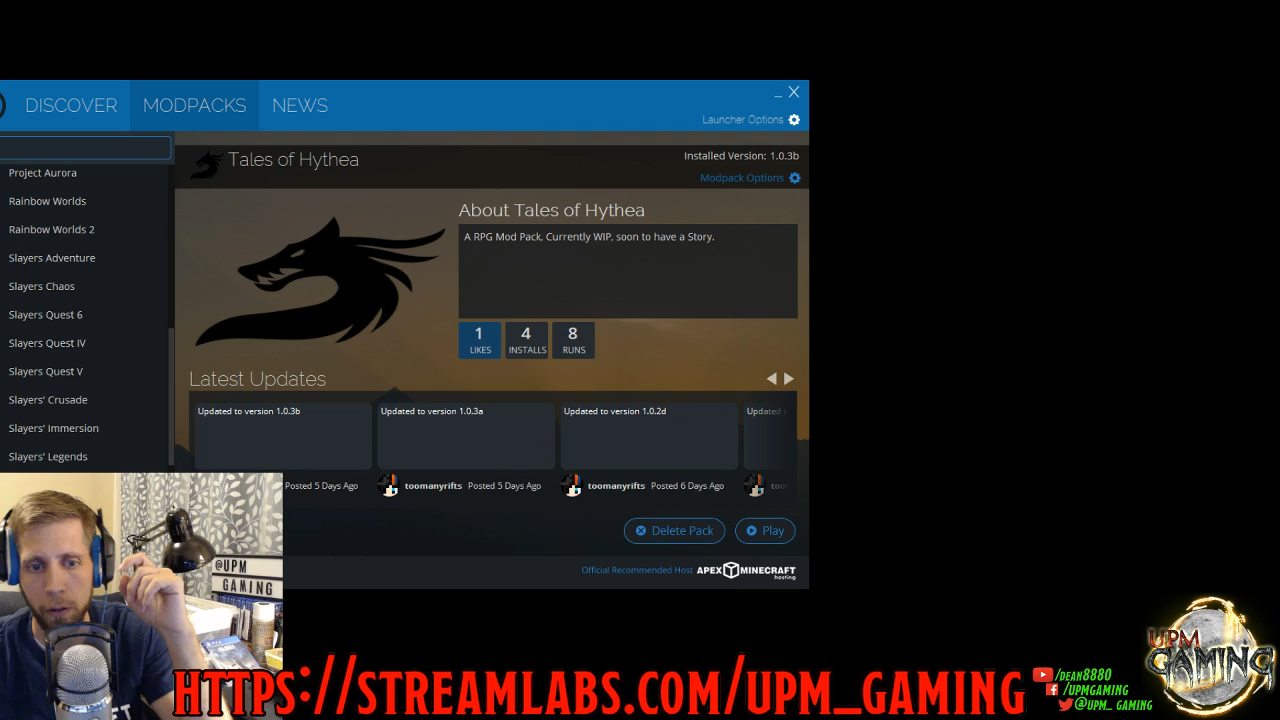 DISCOVER MODPACKS NEWS
Launcher Options
Tales of Hythea
Installed Version: 1.0.3b
Modpack Options
Project Aurora
Rainbow Worlds
Rainbow Worlds 2
Slayers Adventure
Slayers Chaos
Slayers Quest 6
Slayers Quest IV
Slayers Quest V
Slayers' Crusade
Slayers' Immersion
Slayers' Legends
About Tales of Hythea
A RPG Mod Pack, Currently WIP, soon to have a Story.
1 4 8
LIKES INSTALLS RUNS
Latest Updates
Updated to version 1.0.3b
Updated to version 1.0.3a
Updated to version 1.0.2d
Updated
Posted 5 Days Ago
toomanyrifts Posted 5 Days Ago
toomanyrifts Posted 6 Days Ago
Delete Pack
Play
Official Recommended Host APEX MINECRAFT
hosting
@UPM
GAMING
HTTPS://STREAMLABS.COM/UPM_GAMING
/DEAN8880
/UPMGAMING
@UPM_ GAMING
UPM
GAMING